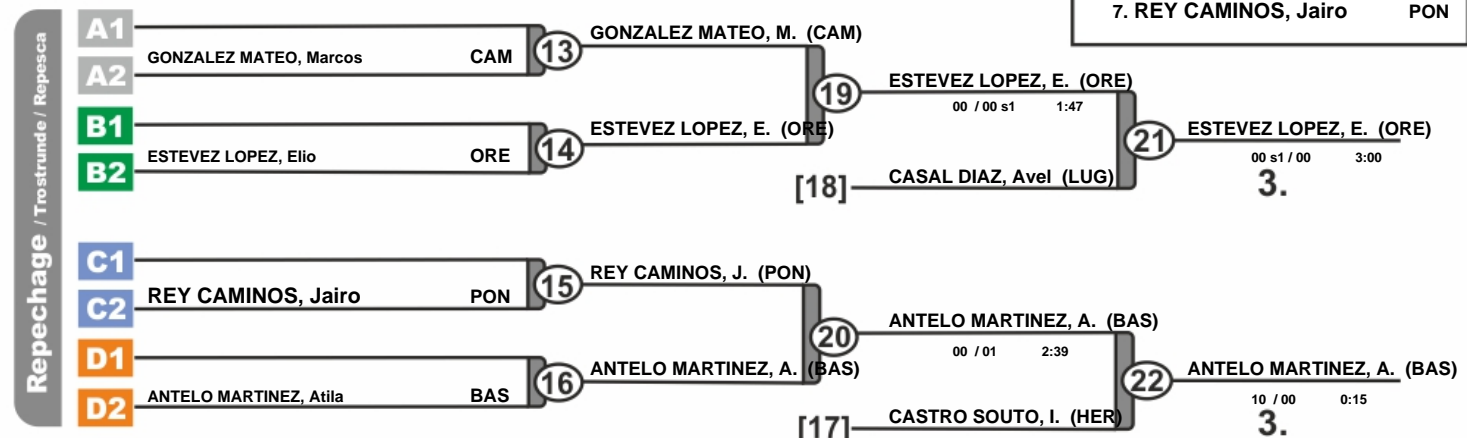 7. REY CAMINOS, Jairo PON
Repechage / Trostrunde / Repesca
A1
GONZALEZ MATEO, Marcos CAM
A2
13
GONZALEZ MATEO, M. (CAM)
B1
ESTEVEZ LOPEZ, Elio ORE
B2
14
ESTEVEZ LOPEZ, E. (ORE)
19
ESTEVEZ LOPEZ, E. (ORE)
00 / 00 s1 1:47
[18]
CASAL DIAZ, Avel (LUG)
21
ESTEVEZ LOPEZ, E. (ORE)
00 s1 / 00 3:00
3.
C1
REY CAMINOS, Jairo PON
C2
15
REY CAMINOS, J. (PON)
D1
ANTELO MARTINEZ, Atila BAS
D2
16
ANTELO MARTINEZ, A. (BAS)
20
ANTELO MARTINEZ, A. (BAS)
00 / 01 2:39
[17]
CASTRO SOUTO, I. (HER)
22
ANTELO MARTINEZ, A. (BAS)
10 / 00 0:15
3.